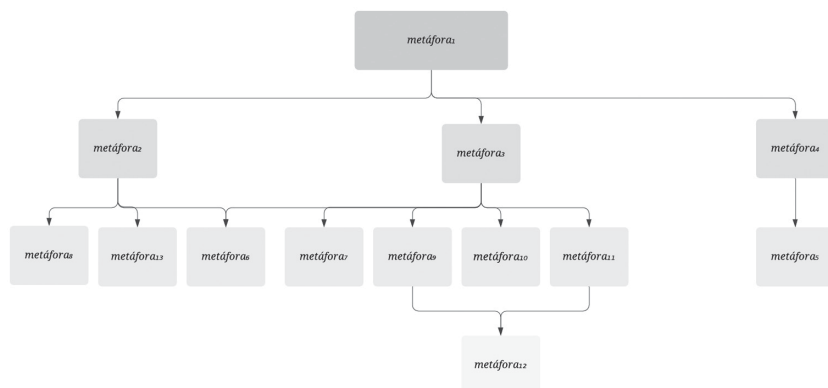 metáfora₁
metáfora₂
metáfora₃
metáfora₄
metáfora₈
metáfora₁₃
metáfora₆
metáfora₇
metáfora₉
metáfora₁₀
metáfora₁₁
metáfora₅
metáfora₁₂